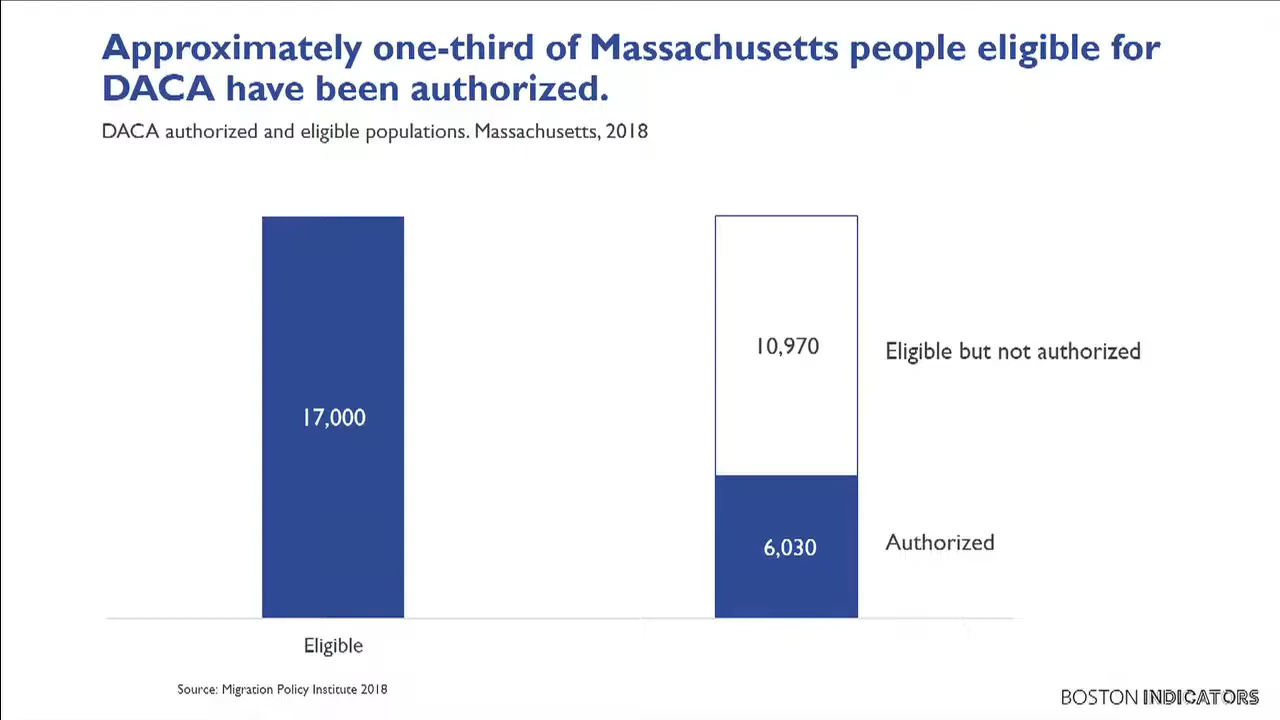 Approximately one-third of Massachusetts people eligible for
DACA have been authorized.
DACA authorized and eligible populations. Massachusetts, 2018
17,000
10,970
Eligible but not authorized
6,030
Authorized
Eligible
Source: Migration Policy Institute 2018
BOSTON INDICATORS